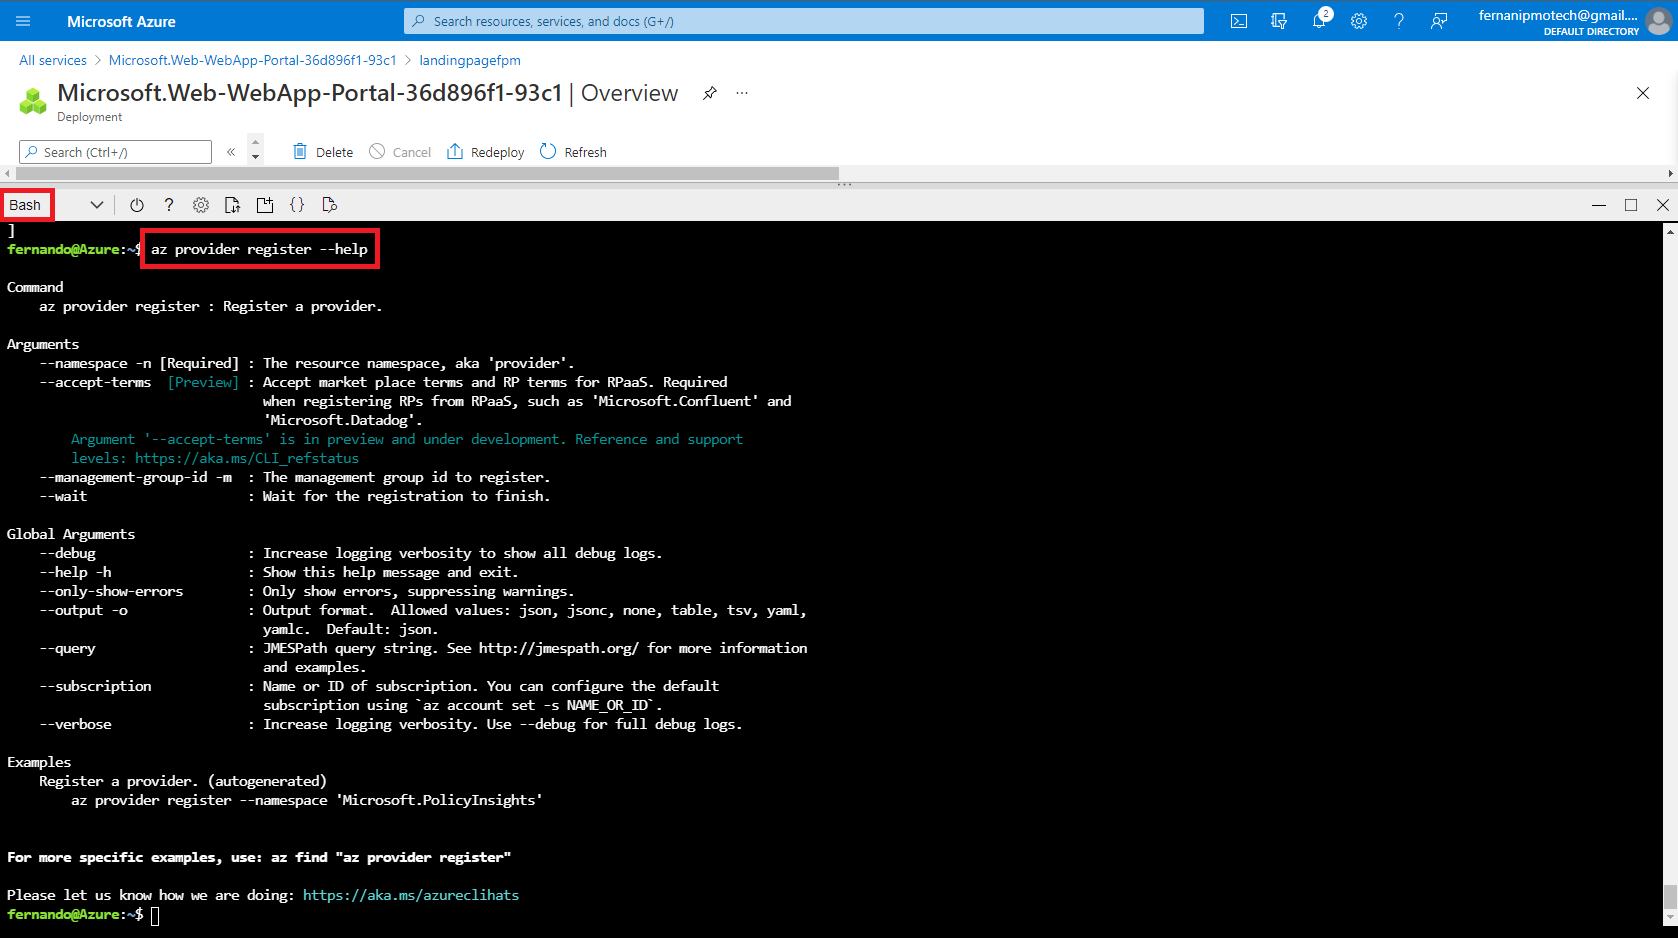 Microsoft Azure
Search resources, services, and docs (G+/)
2
fernanipmotech@gmail....
DEFAULT DIRECTORY
All services > Microsoft.Web-WebApp-Portal-36d896f1-93c1 > landingpagefpm
Microsoft.Web-WebApp-Portal-36d896f1-93c1 | Overview
Deployment
Search (Ctrl+/)
Delete
Cancel
Redeploy
Refresh
Bash
]
fernando@Azure:~$ az provider register --help
Command
az provider register : Register a provider.
Arguments
--namespace -n [Required] : The resource namespace, aka 'provider'.
--accept-terms [Preview] : Accept market place terms and RP terms for RPaaS. Required
when registering RPs from RPaaS, such as 'Microsoft.Confluent' and
'Microsoft.Datadog'.
Argument '--accept-terms' is in preview and under development. Reference and support
levels: https://aka.ms/CLI_refstatus
--management-group-id -m : The management group id to register.
--wait : Wait for the registration to finish.
Global Arguments
--debug : Increase logging verbosity to show all debug logs.
--help -h : Show this help message and exit.
--only-show-errors : Only show errors, suppressing warnings.
--output -o : Output format. Allowed values: json, jsonc, none, table, tsv, yaml,
yamlc. Default: json.
--query : JMESPath query string. See http://jmespath.org/ for more information
and examples.
--subscription : Name or ID of subscription. You can configure the default
subscription using `az account set -s NAME_OR_ID`.
--verbose : Increase logging verbosity. Use --debug for full debug logs.
Examples
Register a provider. (autogenerated)
az provider register --namespace 'Microsoft.PolicyInsights'
For more specific examples, use: az find "az provider register"
Please let us know how we are doing: https://aka.ms/azureclihats
fernando@Azure:~$